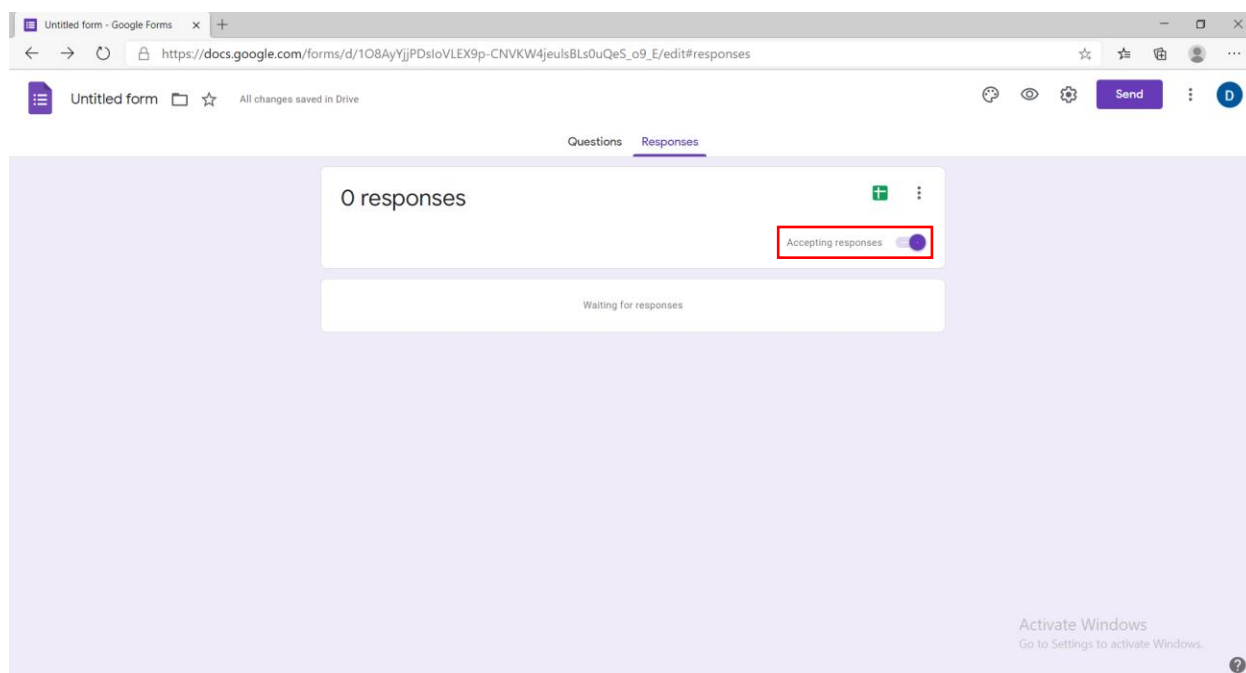 Untitled form - Google Forms
https://docs.google.com/forms/d/1O8AyYjjPDsIoVLEX9p-CNVKW4jeulsBLs0uQeS_o9_E/edit#responses
Untitled form All changes saved in Drive Send D
Questions Responses
0 responses
Accepting responses
Waiting for responses
Activate Windows
Go to Settings to activate Windows.